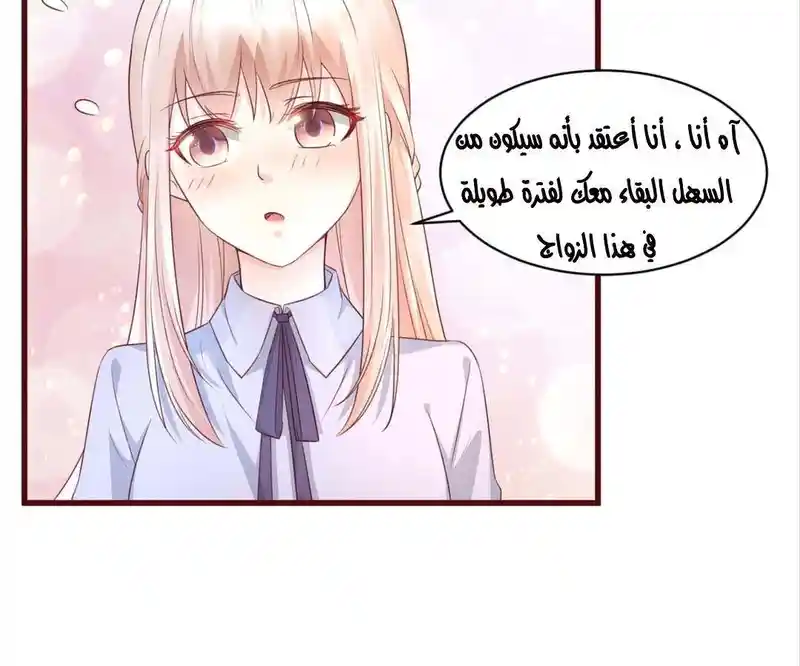 آه أنا ، أنا أعتقد بأنه سيكون من
السهل البقاء معك لفترة طويلة
في هذا الزواج